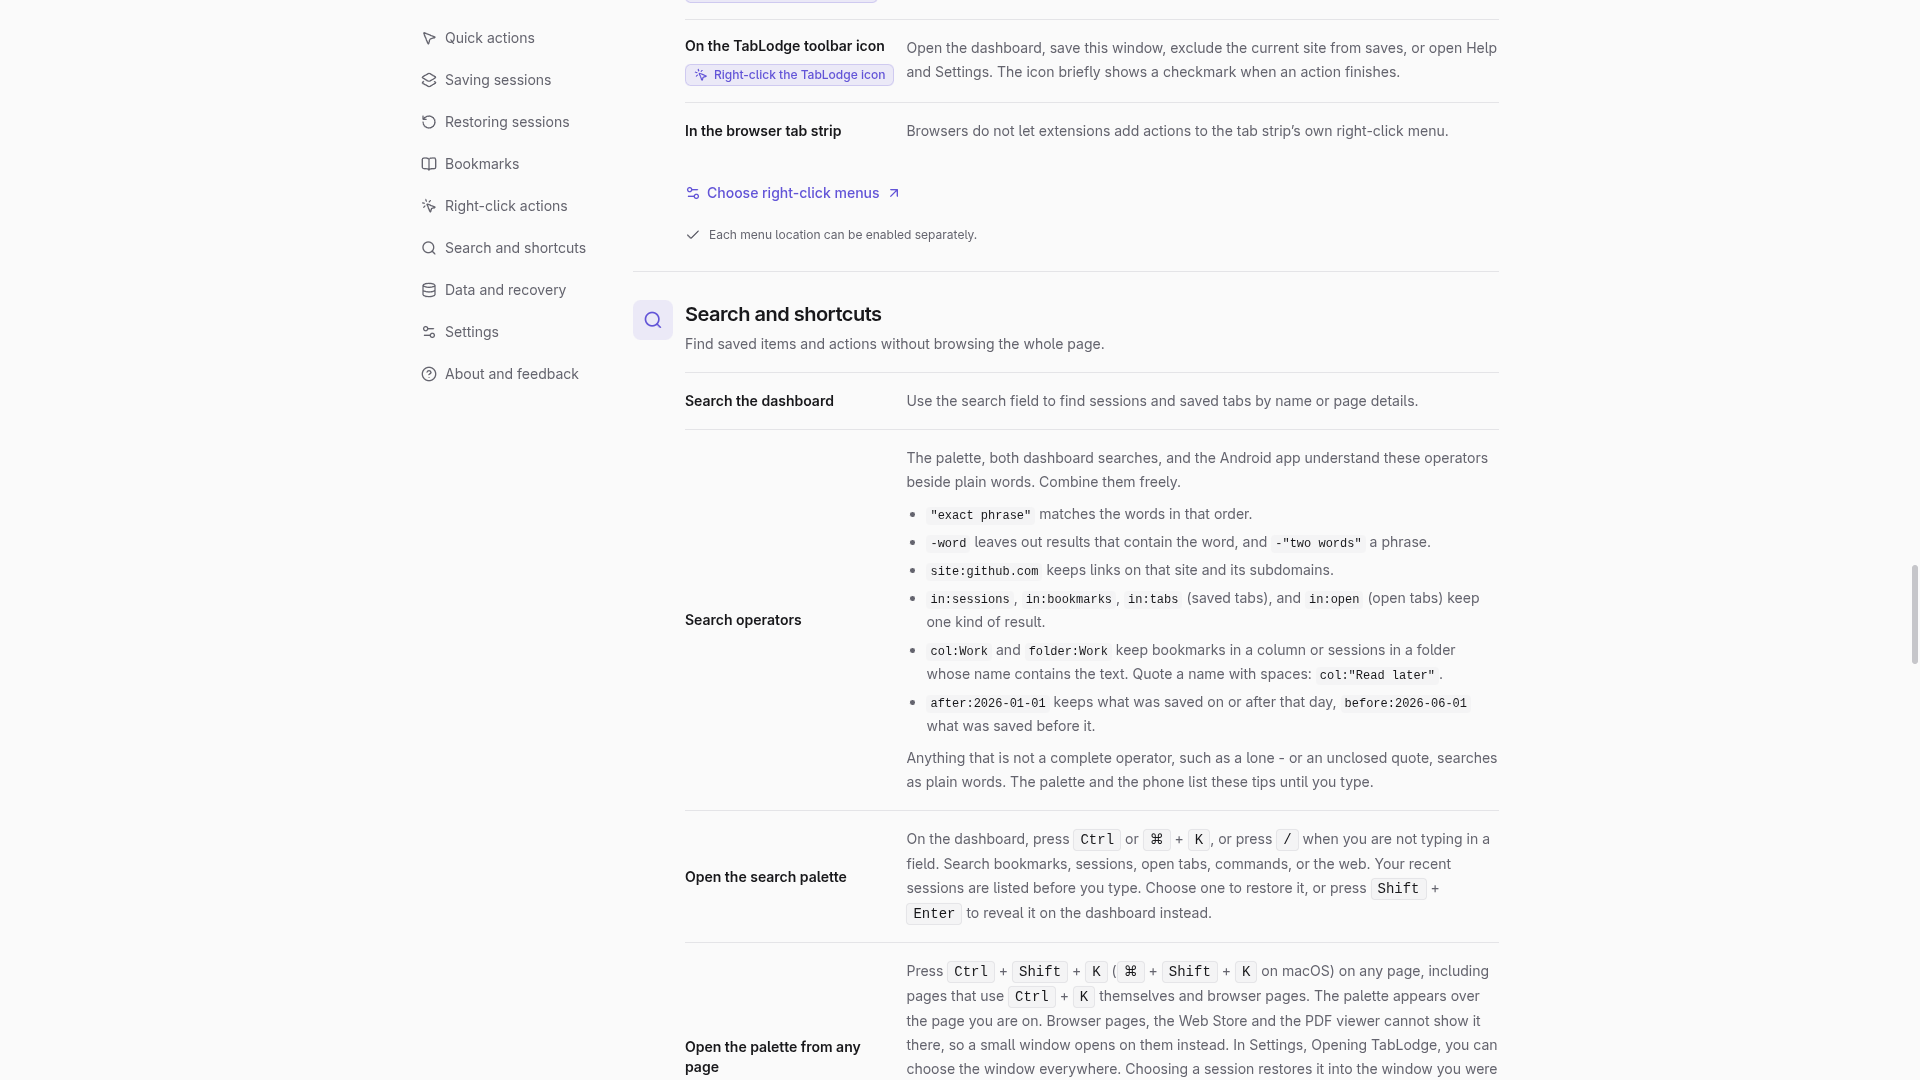 Quick actions
Saving sessions
Restoring sessions
Bookmarks
Right-click actions
Search and shortcuts
Data and recovery
Settings
About and feedback
On the TabLodge toolbar icon
Right-click the TabLodge icon
Open the dashboard, save this window, exclude the current site from saves, or open Help
and Settings. The icon briefly shows a checkmark when an action finishes.
In the browser tab strip
Browsers do not let extensions add actions to the tab strip’s own right-click menu.
Choose right-click menus
Each menu location can be enabled separately.
Search and shortcuts
Find saved items and actions without browsing the whole page.
Search the dashboard
Use the search field to find sessions and saved tabs by name or page details.
Search operators
The palette, both dashboard searches, and the Android app understand these operators
beside plain words. Combine them freely.
• "exact phrase" matches the words in that order.
• -word leaves out results that contain the word, and -"two words" a phrase.
• site:github.com keeps links on that site and its subdomains.
• in:sessions, in:bookmarks, in:tabs (saved tabs), and in:open (open tabs) keep
one kind of result.
• col:Work and folder:Work keep bookmarks in a column or sessions in a folder
whose name contains the text. Quote a name with spaces: col:"Read later".
• after:2026-01-01 keeps what was saved on or after that day, before:2026-06-01
what was saved before it.
Anything that is not a complete operator, such as a lone - or an unclosed quote, searches
as plain words. The palette and the phone list these tips until you type.
Open the search palette
On the dashboard, press Ctrl or ⌘ + K, or press / when you are not typing in a
field. Search bookmarks, sessions, open tabs, commands, or the web. Your recent
sessions are listed before you type. Choose one to restore it, or press Shift +
Enter to reveal it on the dashboard instead.
Open the palette from any
page
Press Ctrl + Shift + K (⌘ + Shift + K on macOS) on any page, including
pages that use Ctrl + K themselves and browser pages. The palette appears over
the page you are on. Browser pages, the Web Store and the PDF viewer cannot show it
there, so a small window opens on them instead. In Settings, Opening TabLodge, you can
choose the window everywhere. Choosing a session restores it into the window you were